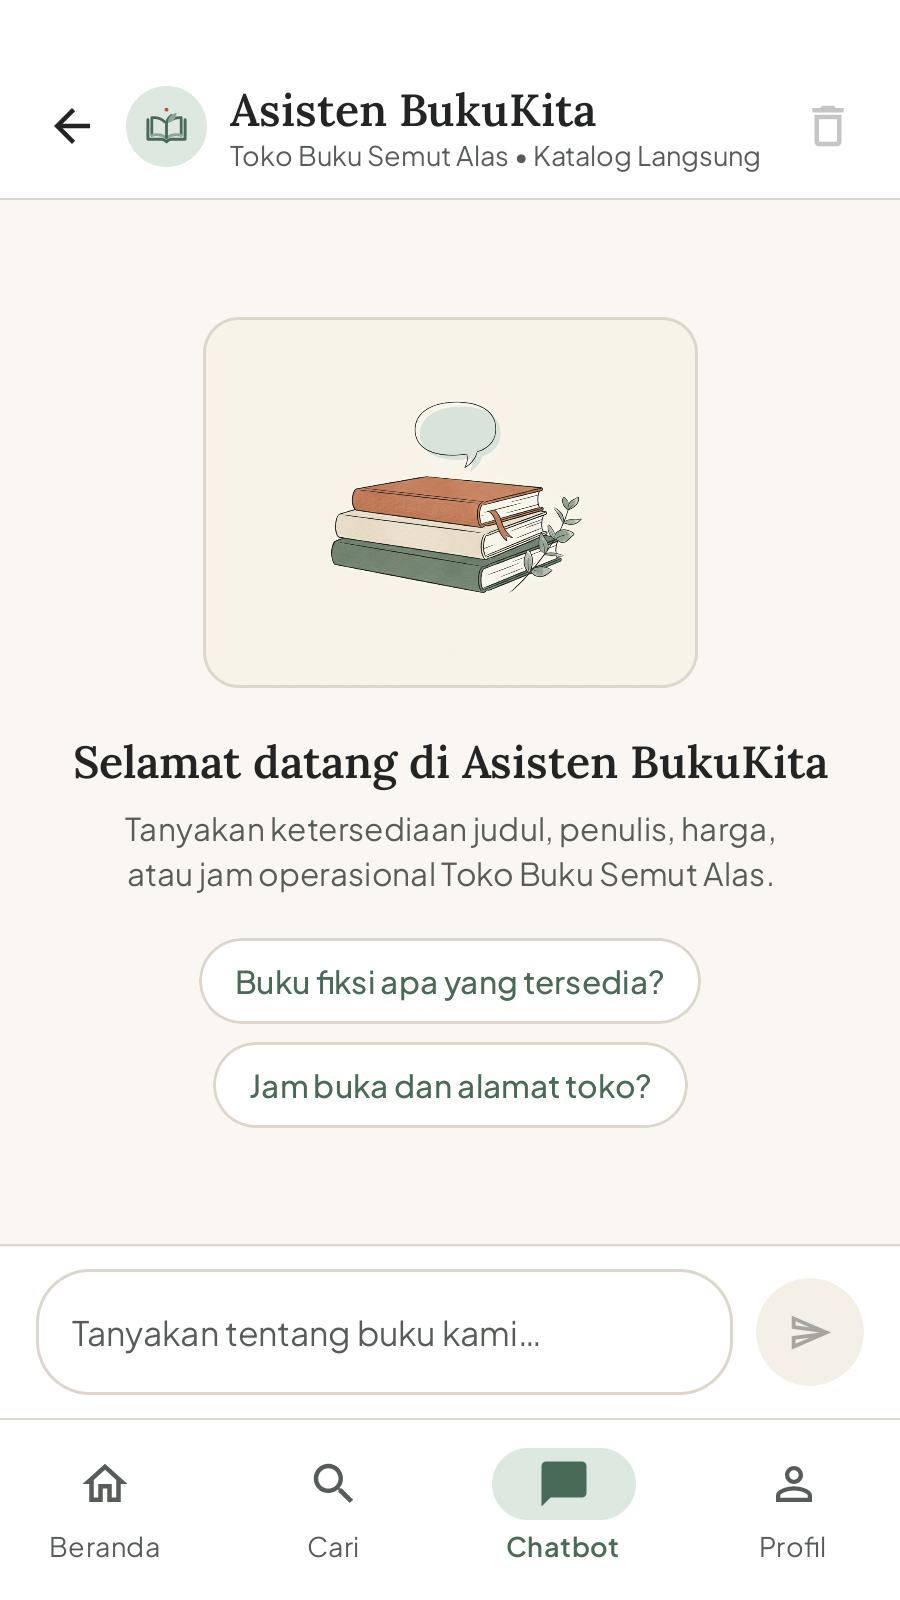 Asisten BukuKita
Toko Buku Semut Alas • Katalog Langsung
Selamat datang di Asisten BukuKita
Tanyakan ketersediaan judul, penulis, harga,
atau jam operasional Toko Buku Semut Alas.
Buku fiksi apa yang tersedia?
Jam buka dan alamat toko?
Tanyakan tentang buku kami...
Beranda
Cari
Chatbot
Profil